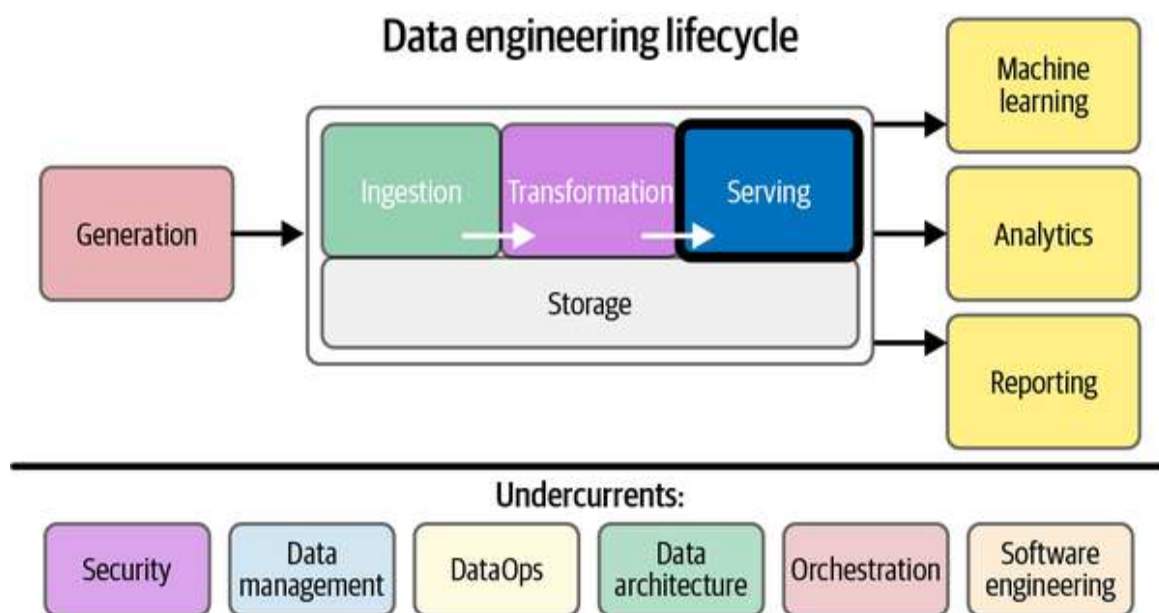 Data engineering lifecycle
Generation
Ingestion
Transformation
Serving
Storage
Machine
learning
Analytics
Reporting
Undercurrents:
Security
Data
management
DataOps
Data
architecture
Orchestration
Software
engineering